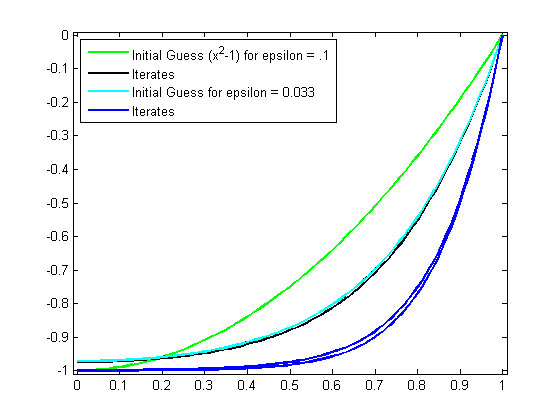 0
-0.1
-0.2
-0.3
-0.4
-0.5
-0.6
-0.7
-0.8
-0.9
-1
Initial Guess (x²-1) for epsilon = .1
Iterates
Initial Guess for epsilon = 0.033
Iterates
0 0.1 0.2 0.3 0.4 0.5 0.6 0.7 0.8 0.9 1